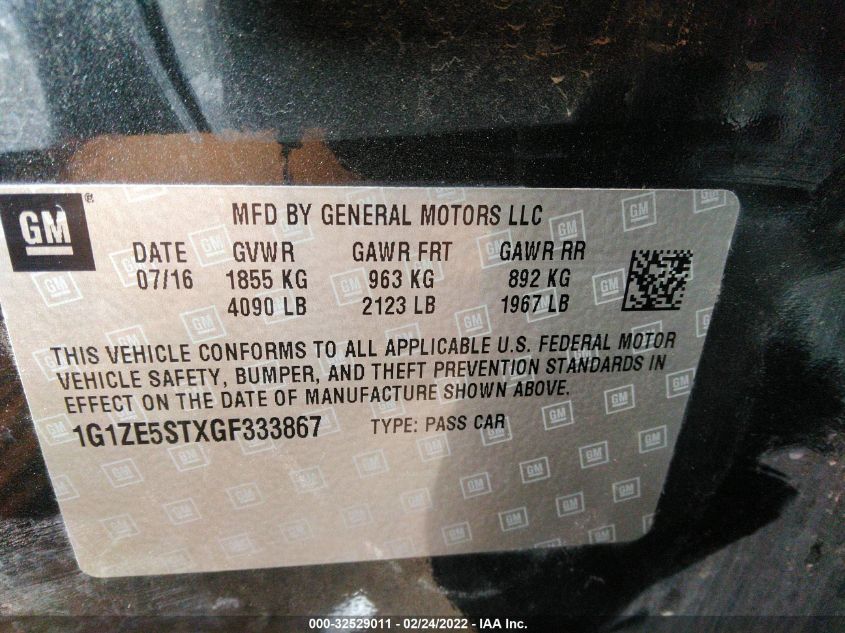 GM ®
MFD BY GENERAL MOTORS LLC
DATE GVWR GAWR FRT GAWR RR
07/16 1855 KG 963 KG 892 KG
4090 LB 2123 LB 1967 LB
THIS VEHICLE CONFORMS TO ALL APPLICABLE U.S. FEDERAL MOTOR
VEHICLE SAFETY, BUMPER, AND THEFT PREVENTION STANDARDS IN
EFFECT ON THE DATE OF MANUFACTURE SHOWN ABOVE.
1G1ZE5STXGF333867 TYPE: PASS CAR
000-32529011 - 02/24/2022 - IAA Inc.